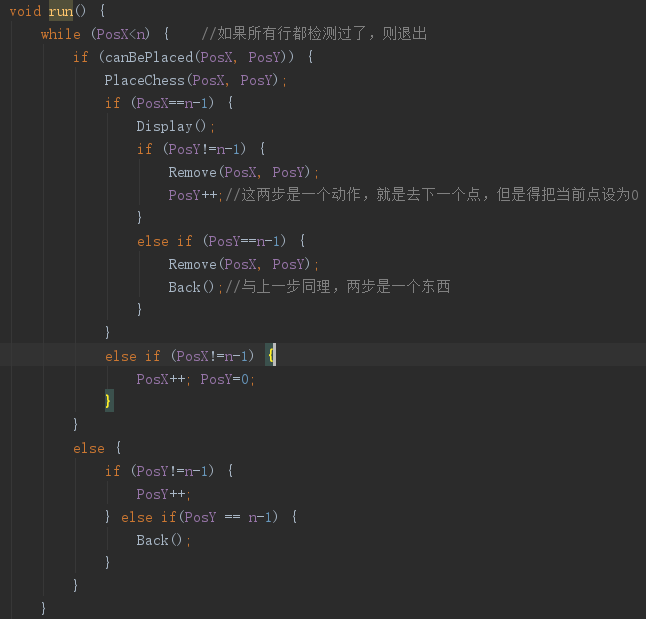 void run() {
    while (PosX<n) {    //如果所有行都检测过了，则退出
        if (canBePlaced(PosX, PosY)) {
            PlaceChess(PosX, PosY);
            if (PosX==n-1) {
                Display();
                if (PosY!=n-1) {
                    Remove(PosX, PosY);
                    PosY++;//这两步是一个动作，就是去下一个点，但是得把当前点设为0
                }
                else if (PosY==n-1) {
                    Remove(PosX, PosY);
                    Back();//与上一步同理，两步是一个东西
                }
            }
            else if (PosX!=n-1) {
                PosX++; PosY=0;
            }
        }
        else {
            if (PosY!=n-1) {
                PosY++;
            } else if(PosY == n-1) {
                Back();
            }
        }
    }